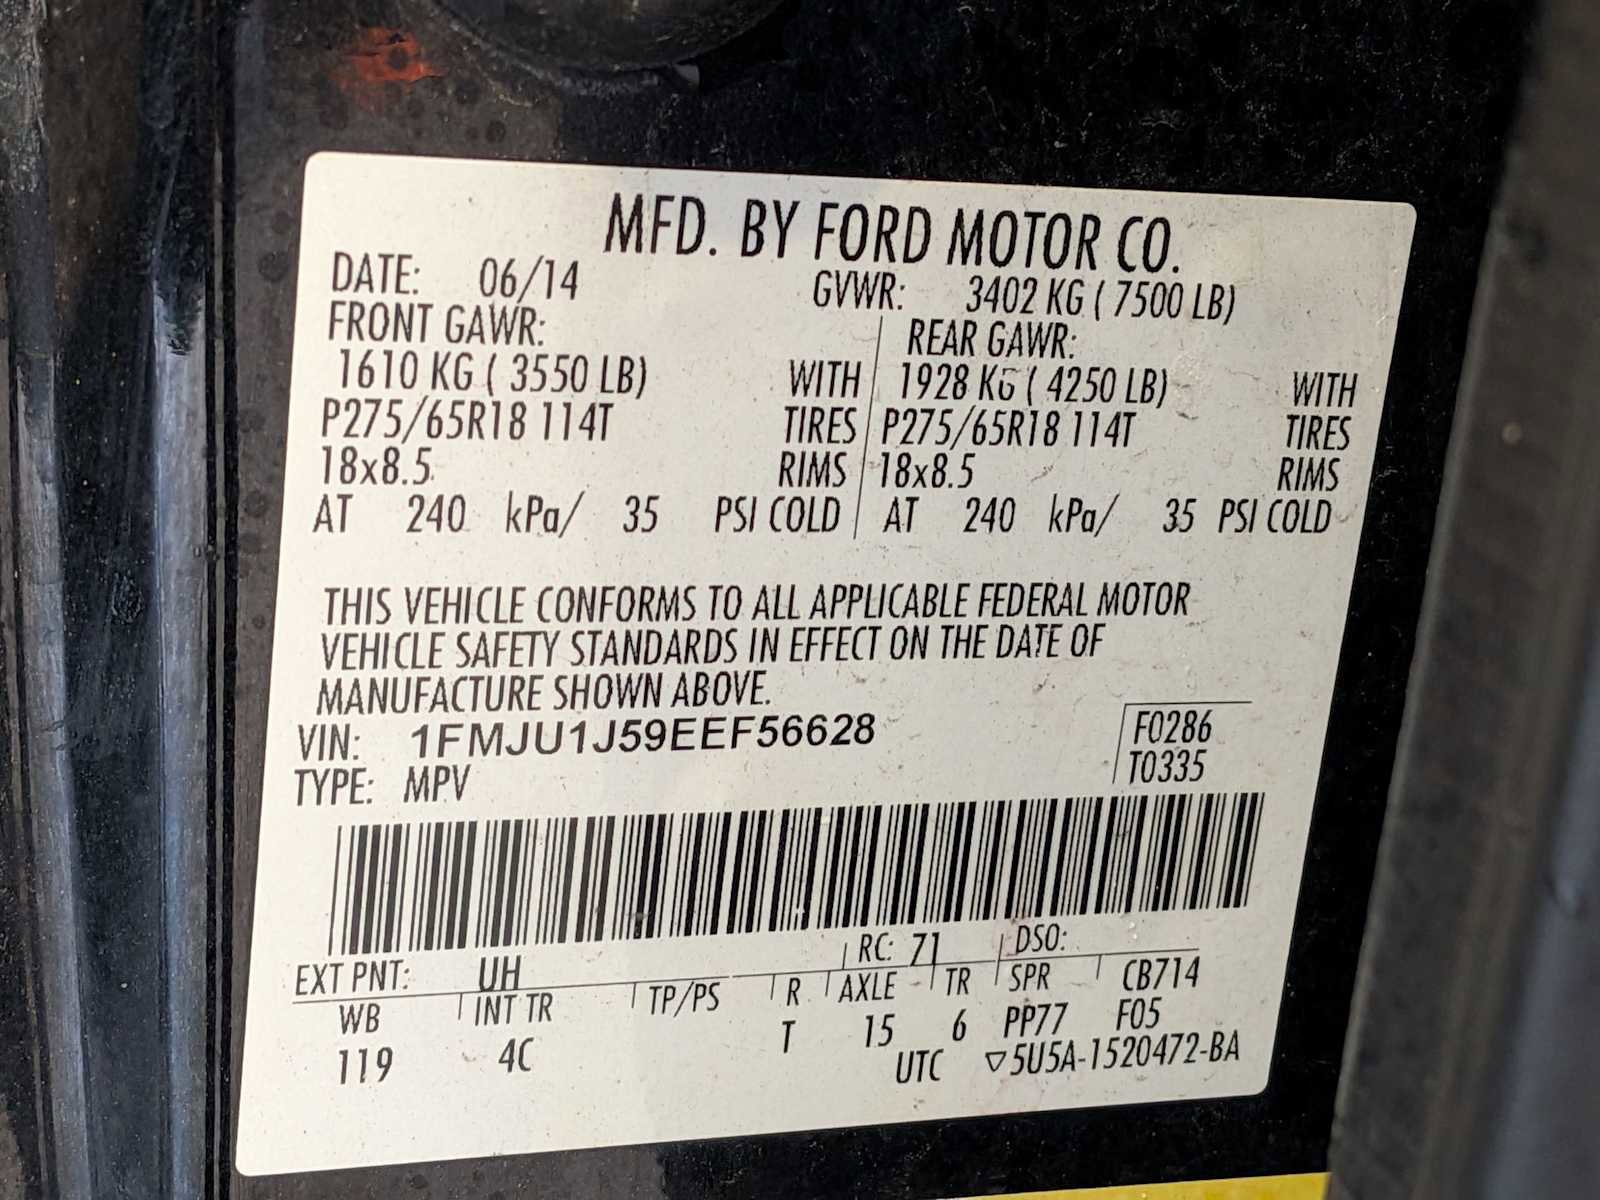 MFD. BY FORD MOTOR CO.
DATE: 06/14 GVWR: 3402 KG ( 7500 LB)
FRONT GAWR: REAR GAWR:
1610 KG ( 3550 LB) WITH 1928 KG ( 4250 LB) WITH
P275/65R18 114T TIRES P275/65R18 114T TIRES
18x8.5 RIMS 18x8.5 RIMS
AT 240 kPa/ 35 PSI COLD AT 240 kPa/ 35 PSI COLD
THIS VEHICLE CONFORMS TO ALL APPLICABLE FEDERAL MOTOR
VEHICLE SAFETY STANDARDS IN EFFECT ON THE DATE OF
MANUFACTURE SHOWN ABOVE.
VIN: 1FMJU1J59EEF56628 F0286
TYPE: MPV T0335
EXT PNT: UH RC: 71 DSO:
WB INT TR TP/PS R AXLE TR SPR CB714
119 4C T 15 6 PP77 F05
UTC ▽5U5A-1520472-BA